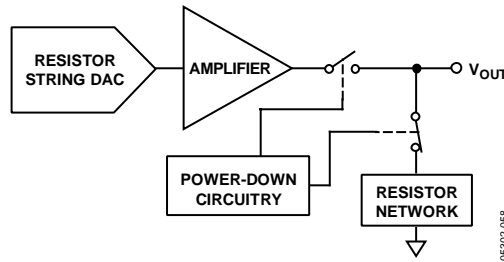 RESISTOR
STRING DAC
AMPLIFIER
VOUT
POWER-DOWN
CIRCUITRY
RESISTOR
NETWORK
05302-058